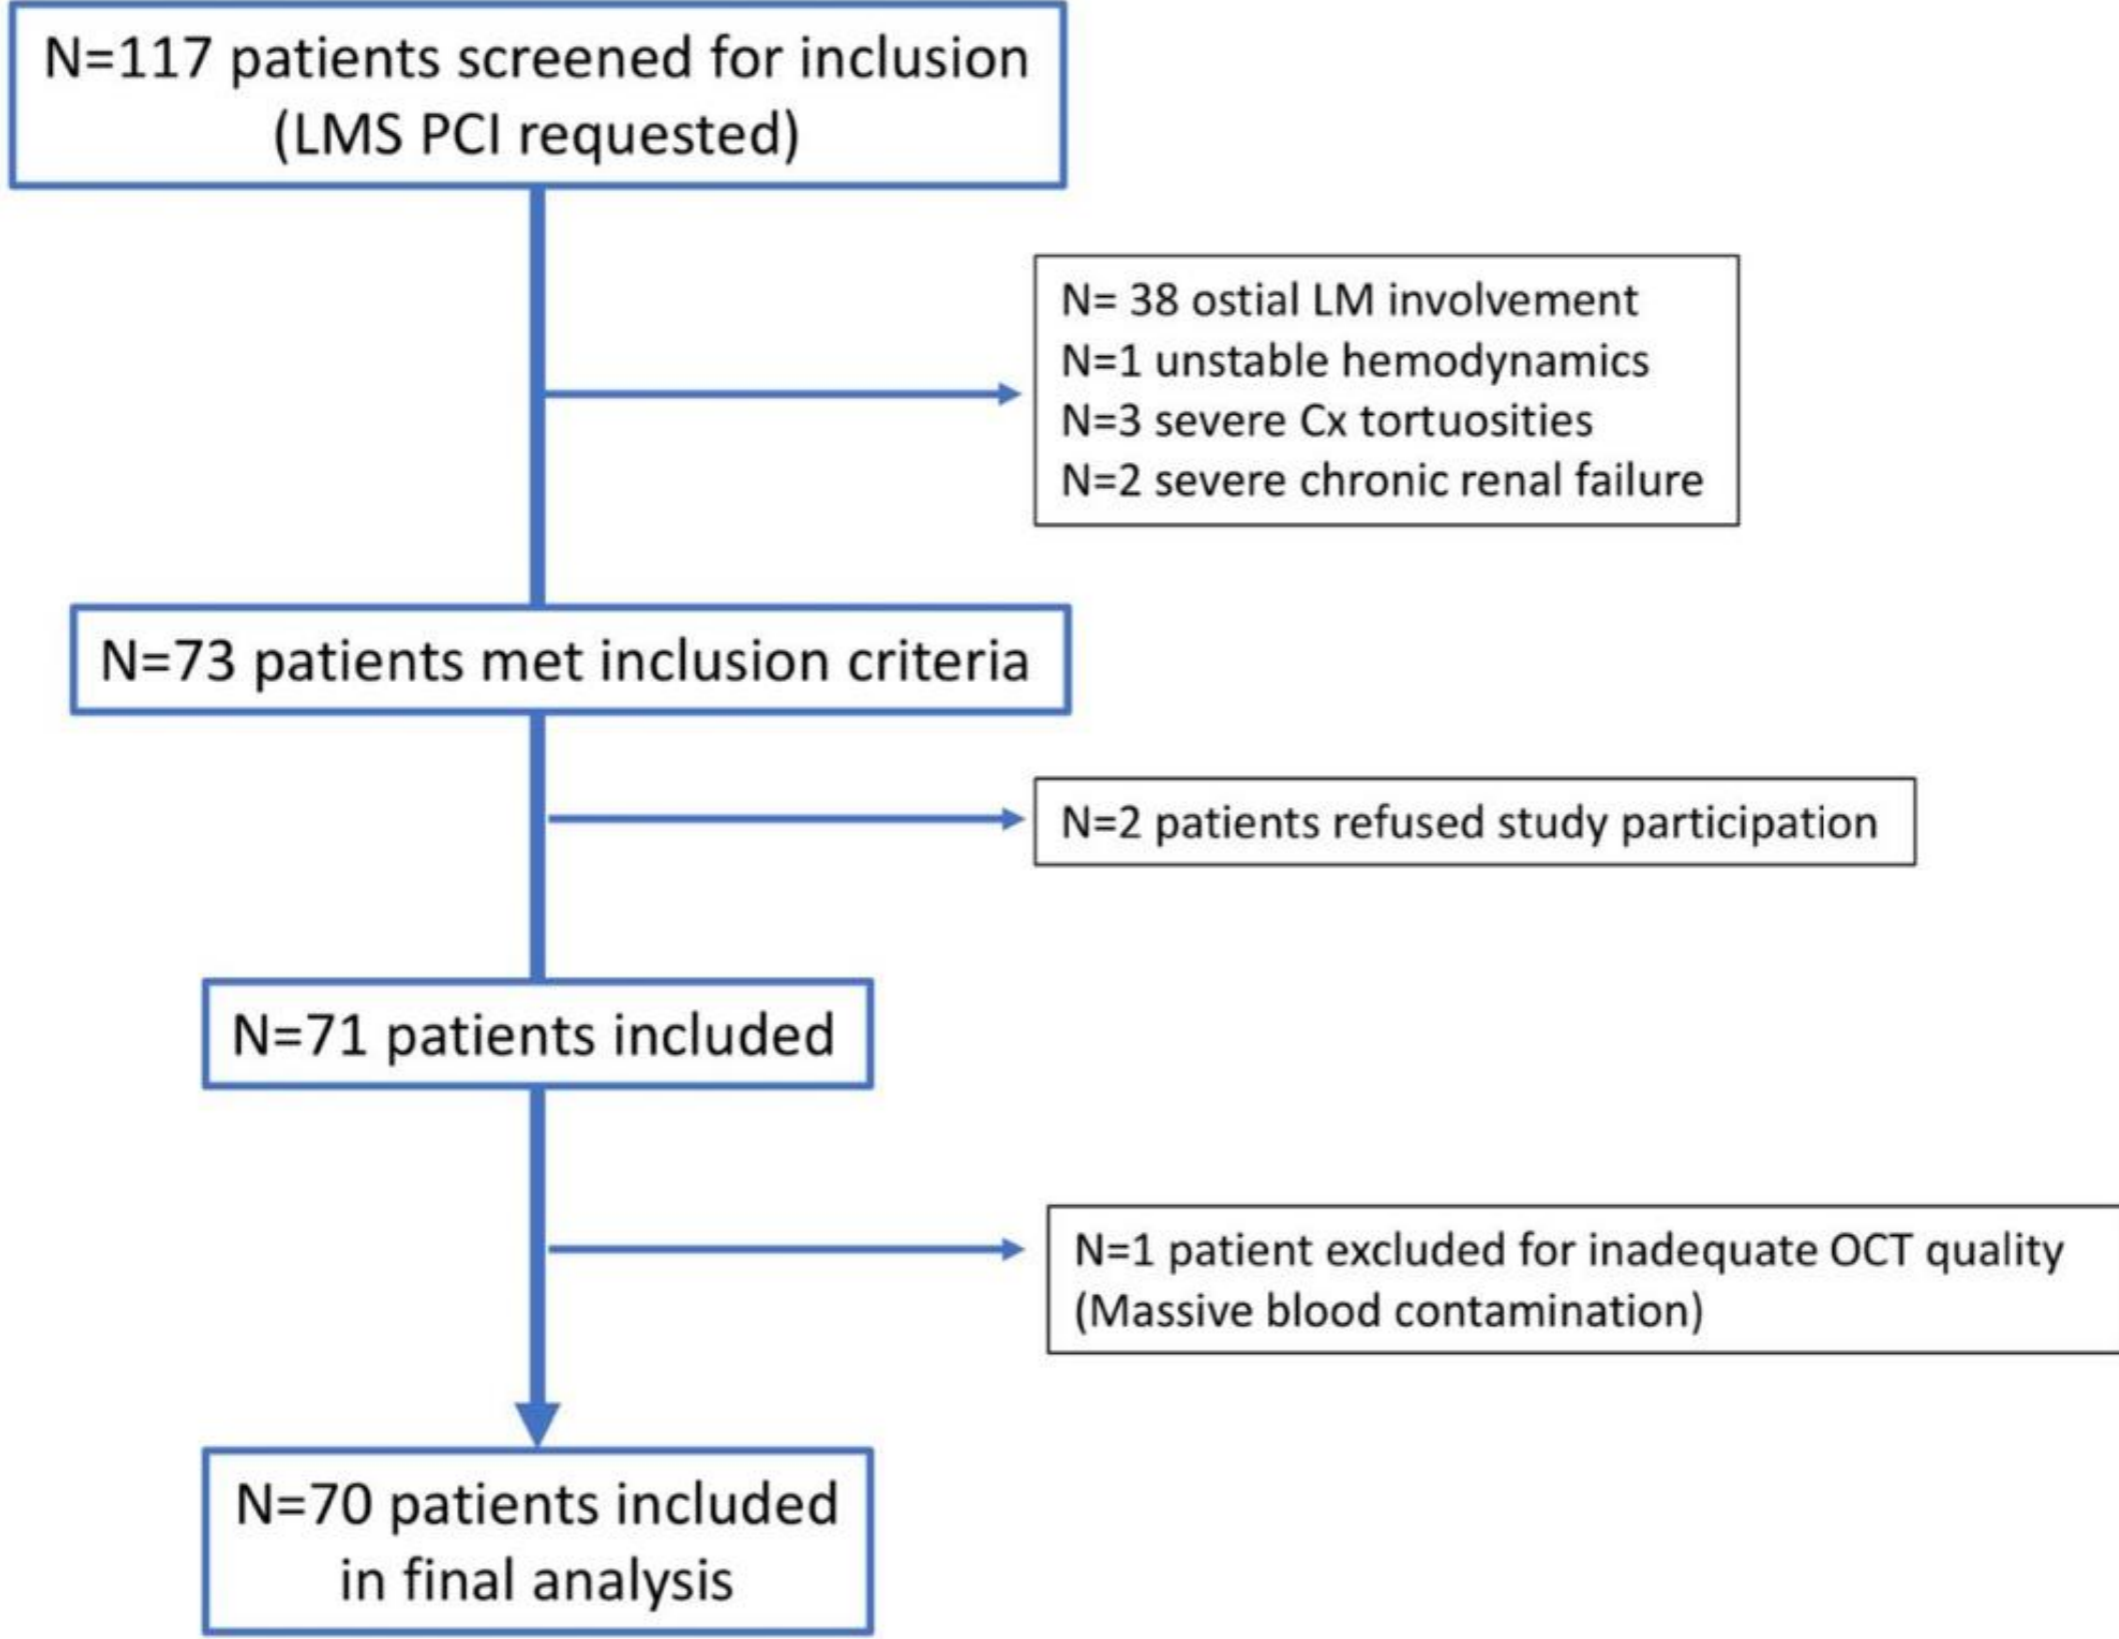 N=117 patients screened for inclusion
(LMS PCI requested)
N= 38 ostial LM involvement
N=1 unstable hemodynamics
N=3 severe Cx tortuosities
N=2 severe chronic renal failure
N=73 patients met inclusion criteria
N=2 patients refused study participation
N=71 patients included
N=1 patient excluded for inadequate OCT quality
(Massive blood contamination)
N=70 patients included
in final analysis